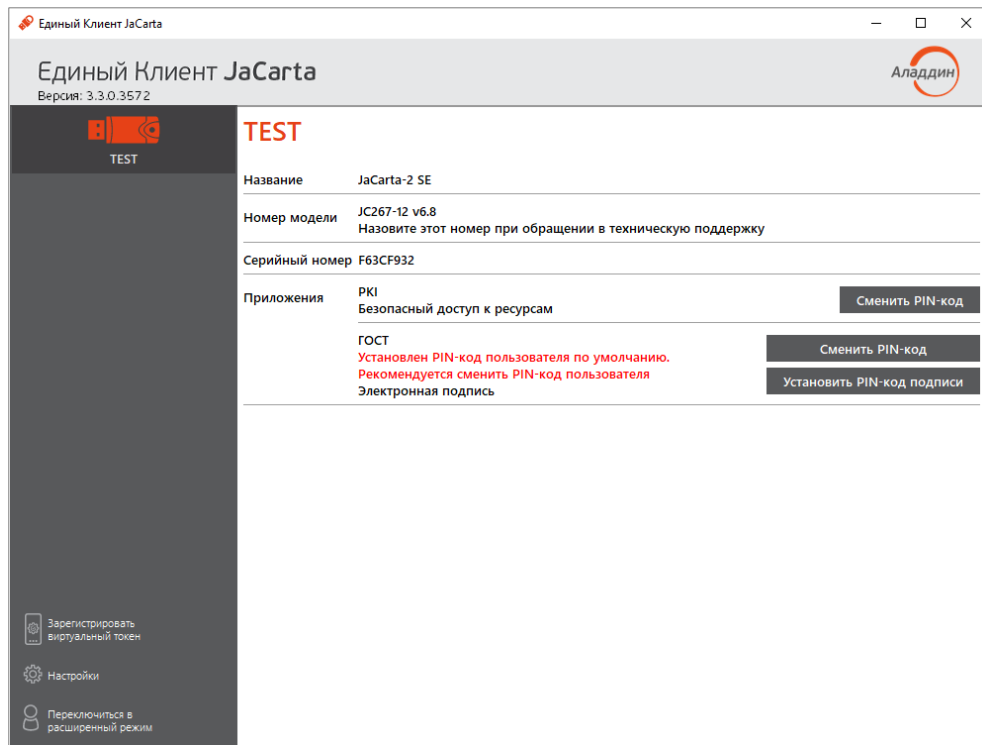 Единый Клиент JaCarta
Единый Клиент JaCarta
Версия: 3.3.0.3572
Аладдин
TEST
TEST
Название JaCarta-2 SE
Номер модели JC267-12 v6.8
Назовите этот номер при обращении в техническую поддержку
Серийный номер F63CF932
Приложения PKI
Безопасный доступ к ресурсам
Сменить PIN-код
ГОСТ
Установлен PIN-код пользователя по умолчанию.
Рекомендуется сменить PIN-код пользователя
Электронная подпись
Сменить PIN-код
Установить PIN-код подписи
Зарегистрировать
виртуальный токен
Настройки
Переключиться в
расширенный режим